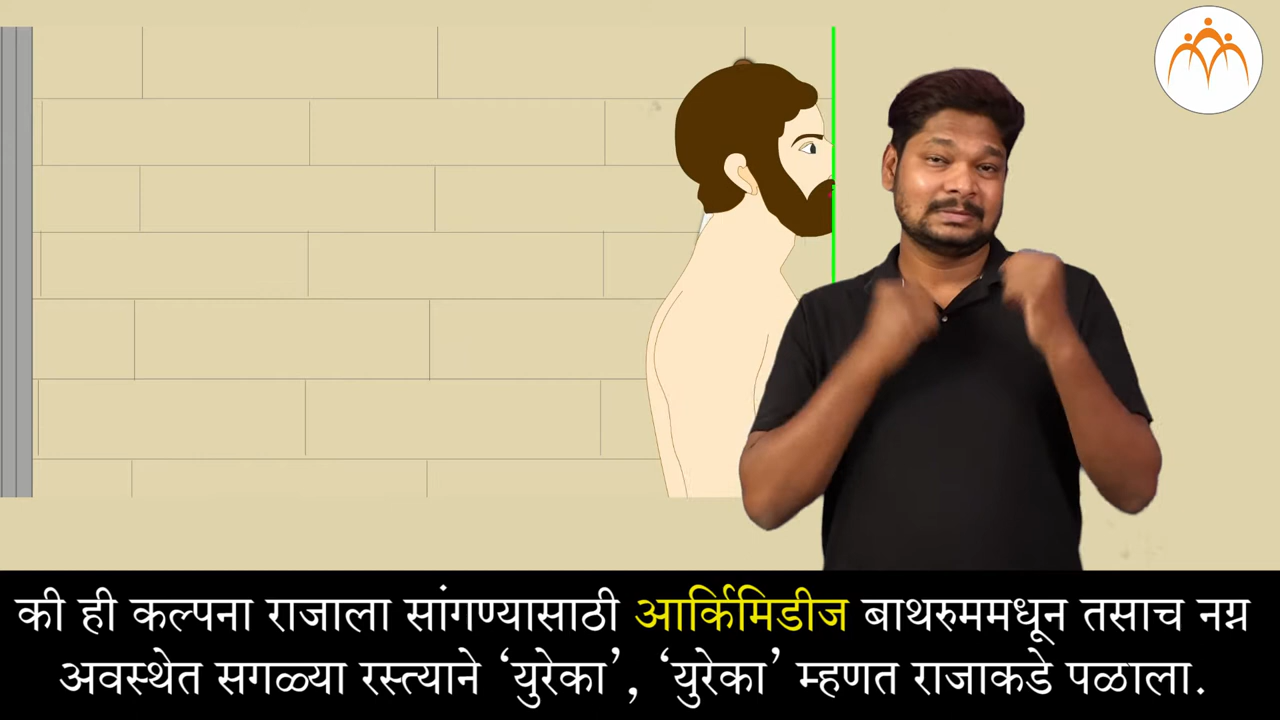 की ही कल्पना राजाला सांगण्यासाठी आर्किमिडीज बाथरुममधून तसाच नग्न
अवस्थेत सगळ्या रस्त्याने ‘युरेका’, ‘युरेका’ म्हणत राजाकडे पळाला.